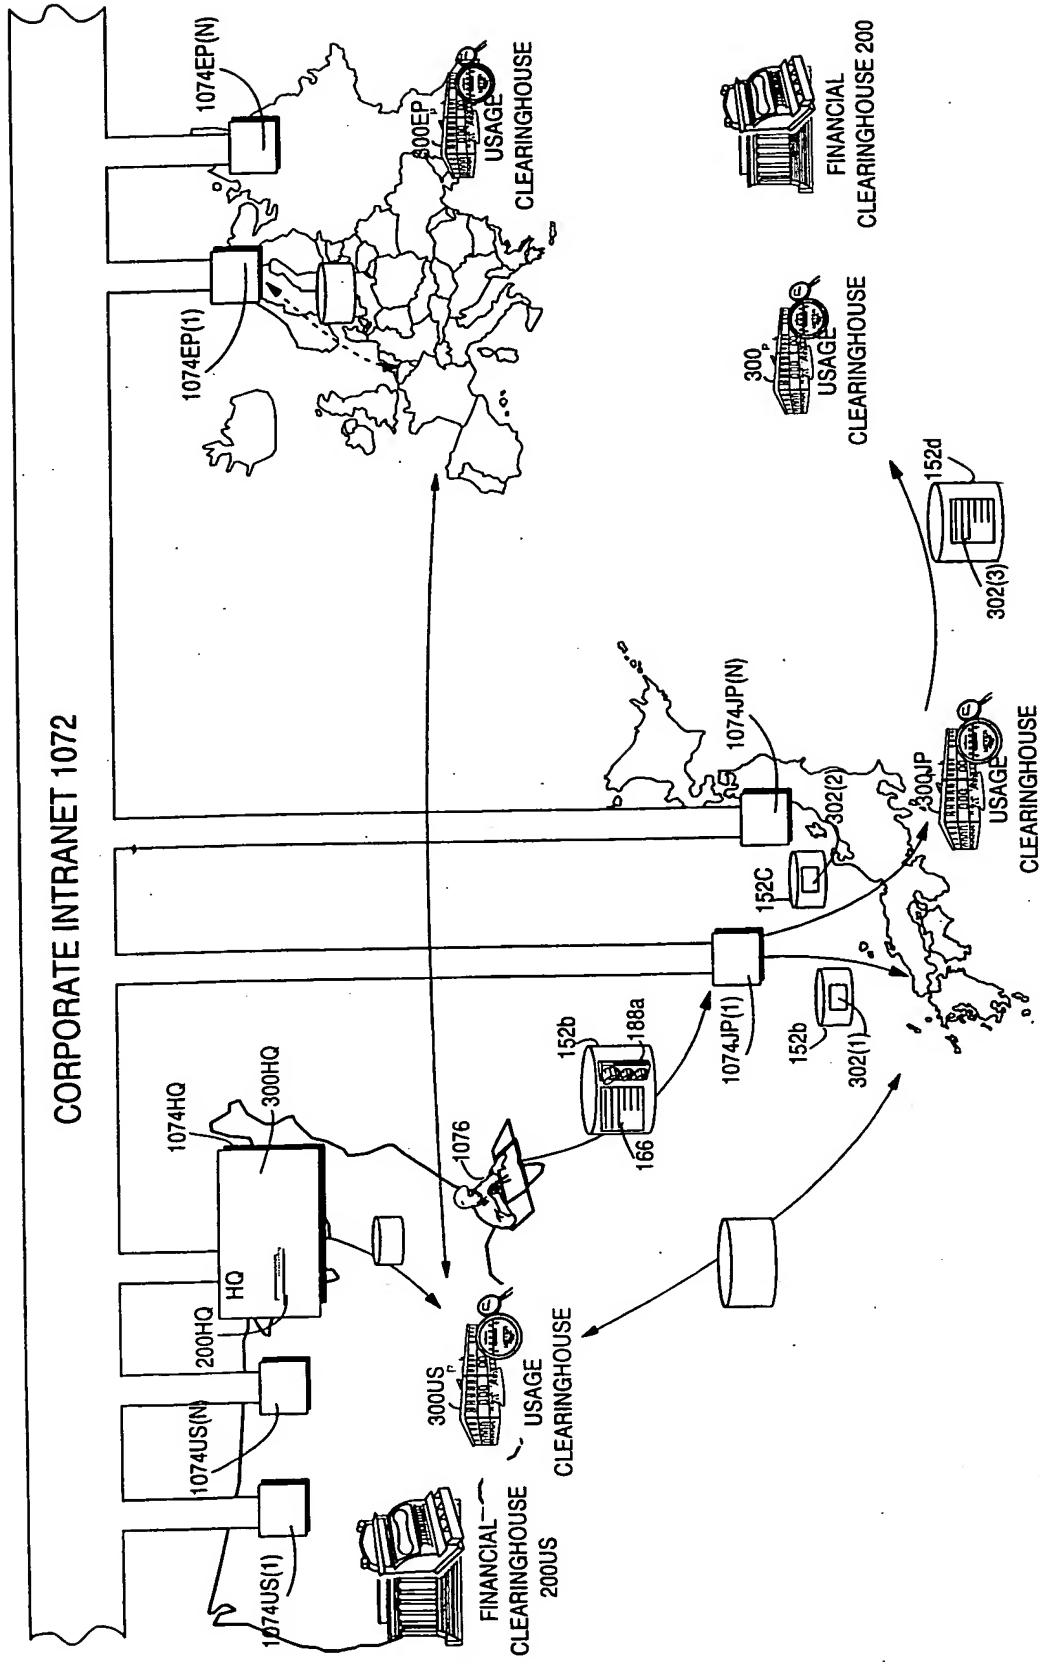 CORPORATE INTRANET 1072
1074US(1)
1074US(N)
200HQ
HQ
1074HQ
300HQ
1074EP(1)
1074EP(N)
300EP
USAGE
CLEARINGHOUSE
FINANCIAL
CLEARINGHOUSE
200US
300US
USAGE
CLEARINGHOUSE
1076
152b
188a
166
1074JP(1)
1074JP(N)
152b
302(1)
152C
302(2)
300JP
USAGE
CLEARINGHOUSE
152d
302(3)
300
USAGE
CLEARINGHOUSE
FINANCIAL
CLEARINGHOUSE 200